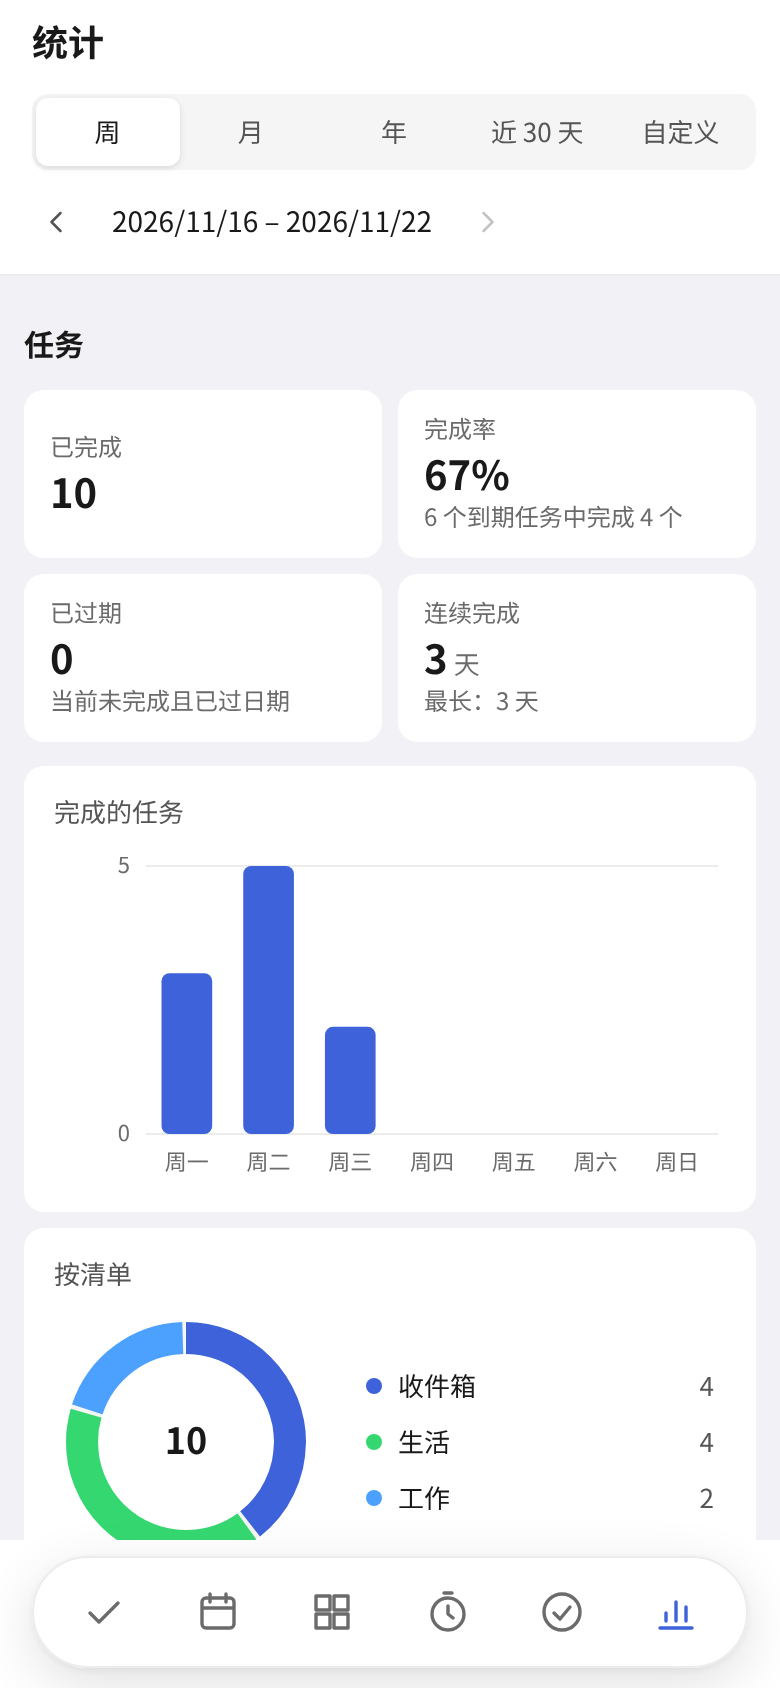 统计
周 月 年 近 30 天 自定义
2026/11/16 – 2026/11/22
任务
已完成
10
完成率
67%
6 个到期任务中完成 4 个
已过期
0
当前未完成且已过日期
连续完成
3 天
最长：3 天
完成的任务
5
0
周一 周二 周三 周四 周五 周六 周日
按清单
10
收件箱 4
生活 4
工作 2